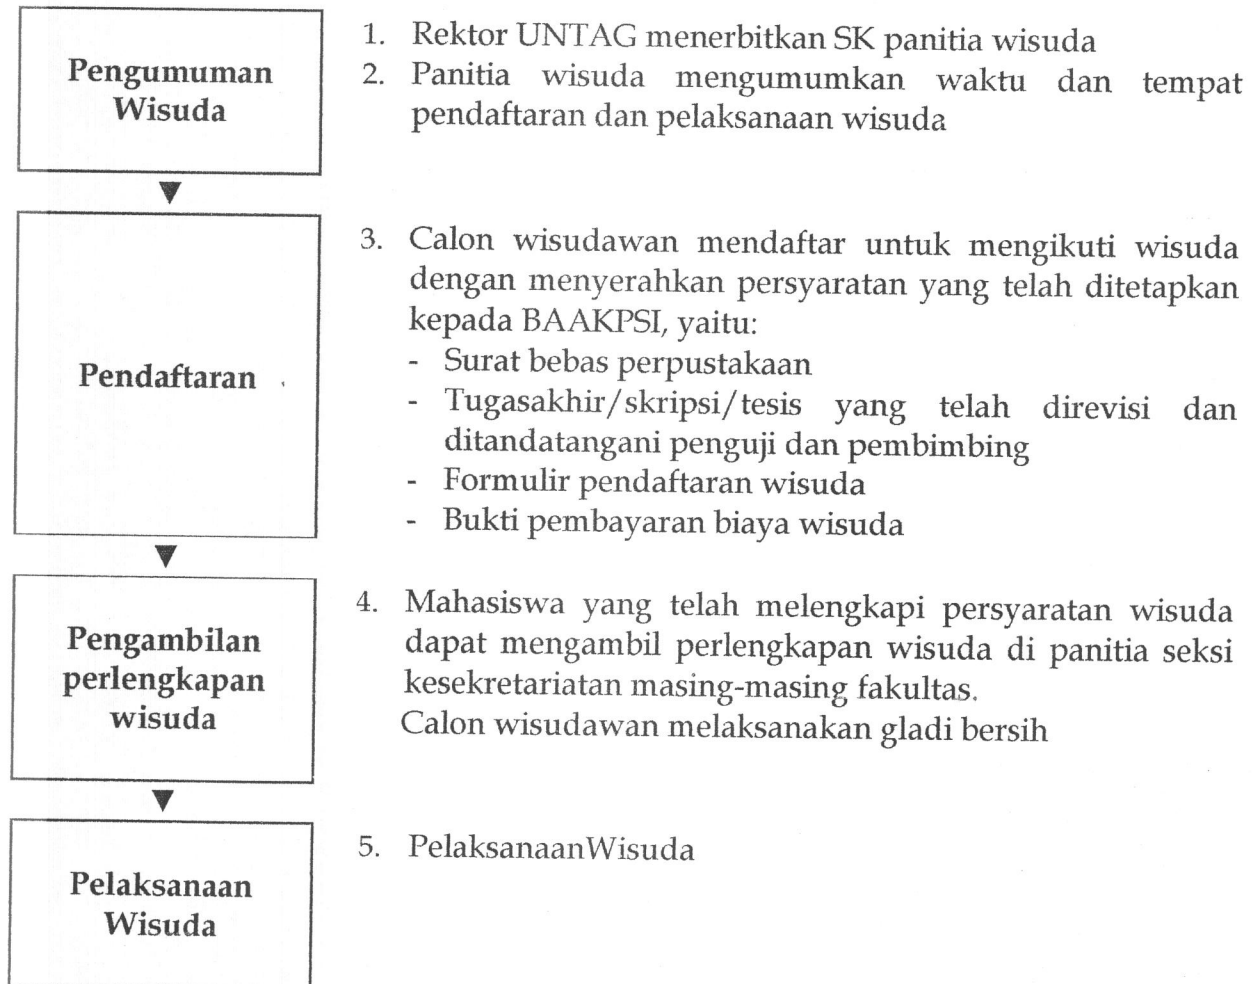 Pengumuman
Wisuda
1. Rektor UNTAG menerbitkan SK panitia wisuda
2. Panitia wisuda mengumumkan waktu dan tempat
pendaftaran dan pelaksanaan wisuda
Pendaftaran
3. Calon wisudawan mendaftar untuk mengikuti wisuda
dengan menyerahkan persyaratan yang telah ditetapkan
kepada BAAKPSI, yaitu:
- Surat bebas perpustakaan
- Tugasakhir/skripsi/tesis yang telah direvisi dan
ditandatangani penguji dan pembimbing
- Formulir pendaftaran wisuda
- Bukti pembayaran biaya wisuda
Pengambilan
perlengkapan
wisuda
4. Mahasiswa yang telah melengkapi persyaratan wisuda
dapat mengambil perlengkapan wisuda di panitia seksi
kesekretariatan masing-masing fakultas.
Calon wisudawan melaksanakan gladi bersih
Pelaksanaan
Wisuda
5. PelaksanaanWisuda